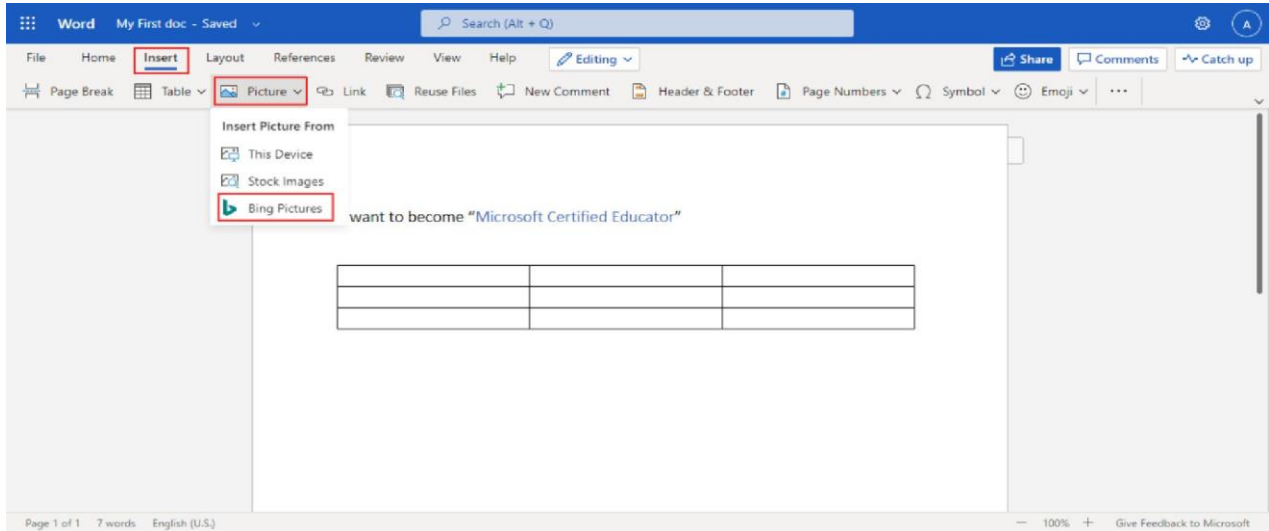 Word My First doc - Saved Search (Alt + Q) A
File Home Insert Layout References Review View Help Editing Share Comments Catch up
Page Break Table Picture Link Reuse Files New Comment Header & Footer Page Numbers Symbol Emoji ...
Insert Picture From
This Device
Stock Images
Bing Pictures
want to become “Microsoft Certified Educator”
Page 1 of 1 7 words English (U.S.) — 100% + Give Feedback to Microsoft